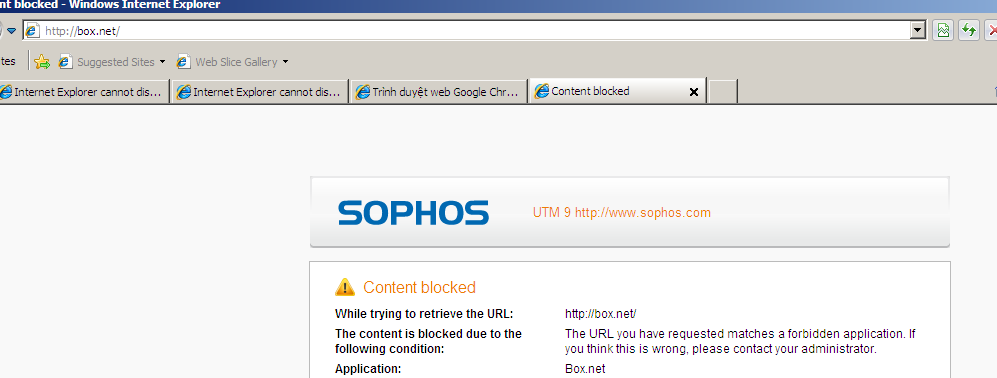 nt blocked - Windows Internet Explorer
http://box.net/
tes Suggested Sites Web Slice Gallery
Internet Explorer cannot dis... Internet Explorer cannot dis... Trình duyệt web Google Chr... Content blocked
SOPHOS UTM 9 http://www.sophos.com
Content blocked
While trying to retrieve the URL: http://box.net/
The content is blocked due to the The URL you have requested matches a forbidden application. If
following condition: you think this is wrong, please contact your administrator.
Application: Box.net